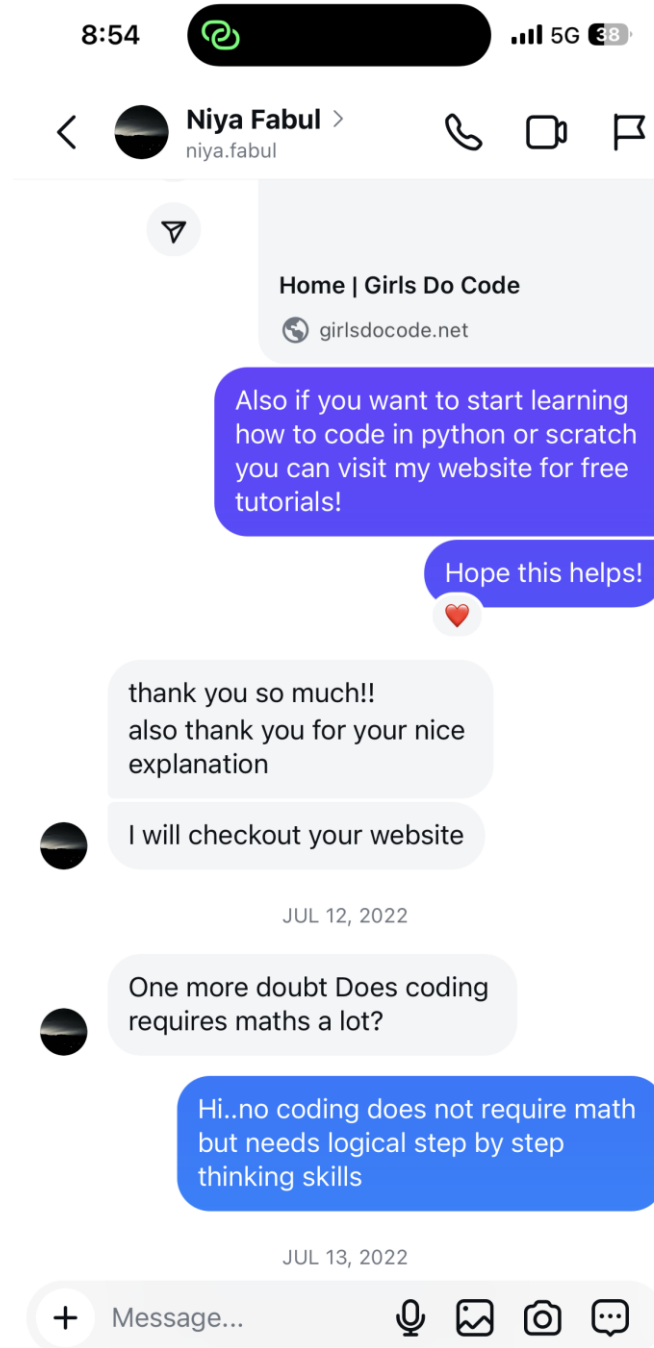 8:54
5G 38
Niya Fabul
niya.fabul
Home | Girls Do Code
girlsdocode.net
Also if you want to start learning
how to code in python or scratch
you can visit my website for free
tutorials!
Hope this helps!
thank you so much!!
also thank you for your nice
explanation
I will checkout your website
JUL 12, 2022
One more doubt Does coding
requires maths a lot?
Hi..no coding does not require math
but needs logical step by step
thinking skills
JUL 13, 2022
Message...